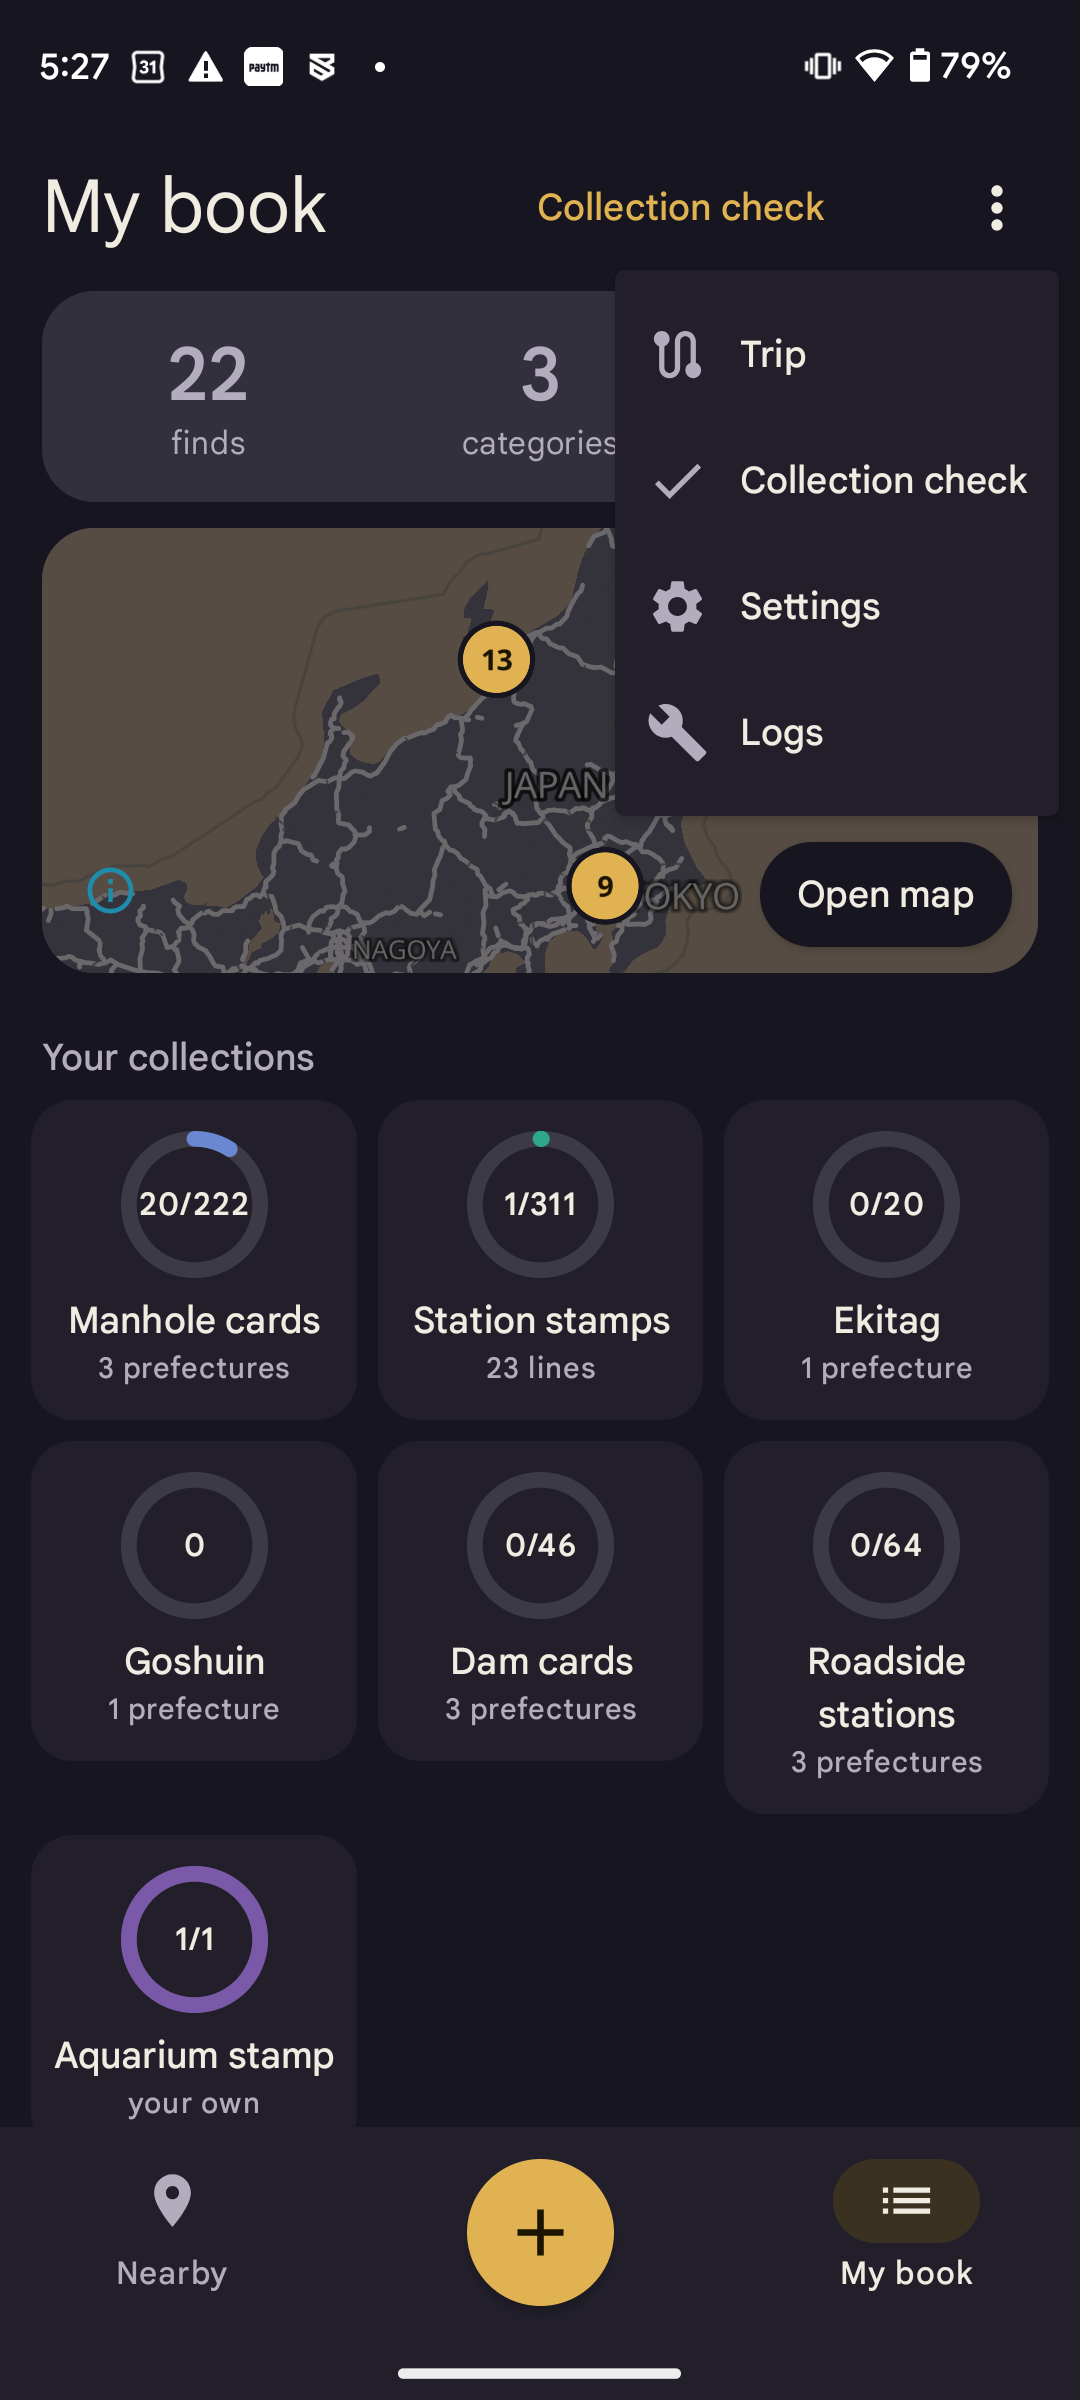 5:27 31 paytm 79%
My book
Collection check
22
finds
3
categories
Trip
Collection check
Settings
Logs
13
JAPAN
9
OKYO
NAGOYA
Open map
Your collections
20/222
Manhole cards
3 prefectures
1/311
Station stamps
23 lines
0/20
Ekitag
1 prefecture
0
Goshuin
1 prefecture
0/46
Dam cards
3 prefectures
0/64
Roadside
stations
3 prefectures
1/1
Aquarium stamp
your own
Nearby
My book